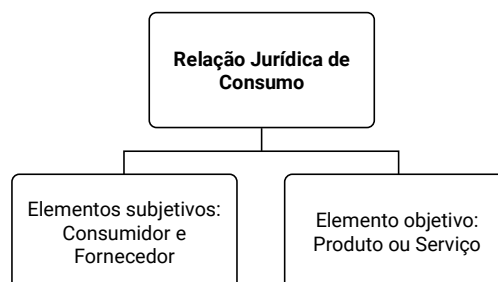 Relação Jurídica de
Consumo
Elementos subjetivos:
Consumidor e
Fornecedor
Elemento objetivo:
Produto ou Serviço